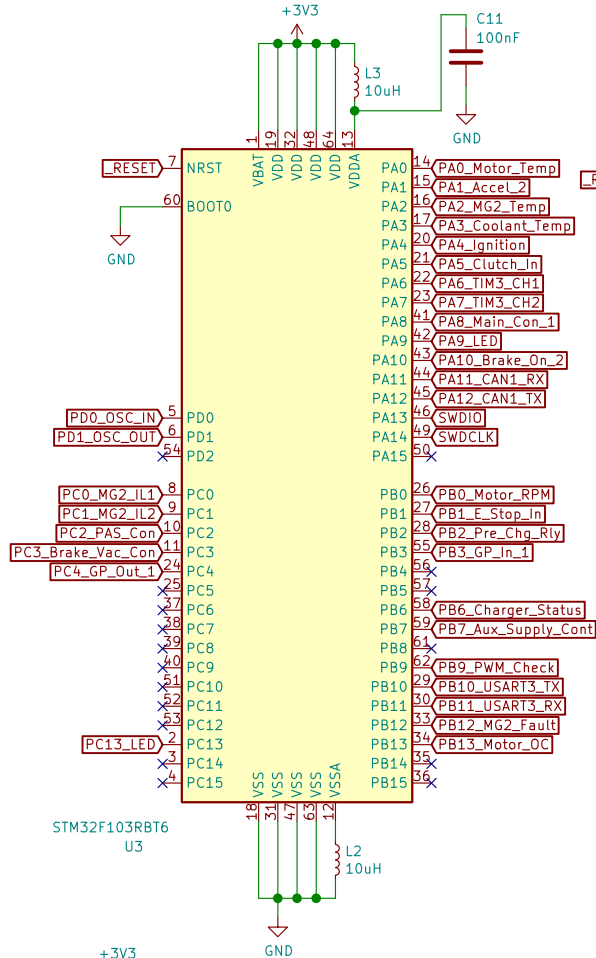 +3V3
C11
100nF
L3
10uH
GND
1
19
32
48
64
13
VBAT
VDD
VDD
VDD
VDD
VDDA
_RESET 7 NRST
60 BOOT0
GND
PD0_OSC_IN 5 PD0
PD1_OSC_OUT 6 PD1
54 PD2
PC0_MG2_IL1 8 PC0
PC1_MG2_IL2 9 PC1
PC2_PAS_Con 10 PC2
PC3_Brake_Vac_Con 11 PC3
PC4_GP_Out_1 24 PC4
25 PC5
37 PC6
38 PC7
39 PC8
40 PC9
51 PC10
52 PC11
53 PC12
PC13_LED 2 PC13
3 PC14
4 PC15
PA0 14 PA0_Motor_Temp
PA1 15 PA1_Accel_2
PA2 16 PA2_MG2_Temp
PA3 17 PA3_Coolant_Temp
PA4 20 PA4_Ignition
PA5 21 PA5_Clutch_In
PA6 22 PA6_TIM3_CH1
PA7 23 PA7_TIM3_CH2
PA8 41 PA8_Main_Con_1
PA9 42 PA9_LED
PA10 43 PA10_Brake_On_2
PA11 44 PA11_CAN1_RX
PA12 45 PA12_CAN1_TX
PA13 46 SWDIO
PA14 49 SWDCLK
PA15 50
PB0 26 PB0_Motor_RPM
PB1 27 PB1_E_Stop_In
PB2 28 PB2_Pre_Chg_Rly
PB3 55 PB3_GP_In_1
PB4 56
PB5 57
PB6 58 PB6_Charger_Status
PB7 59 PB7_Aux_Supply_Cont
PB8 61
PB9 62 PB9_PWM_Check
PB10 29 PB10_USART3_TX
PB11 30 PB11_USART3_RX
PB12 33 PB12_MG2_Fault
PB13 34 PB13_Motor_OC
PB14 35
PB15 36
VSS
VSS
VSS
VSS
VSSA
18
31
47
63
12
STM32F103RBT6
U3
L2
10uH
GND
+3V3